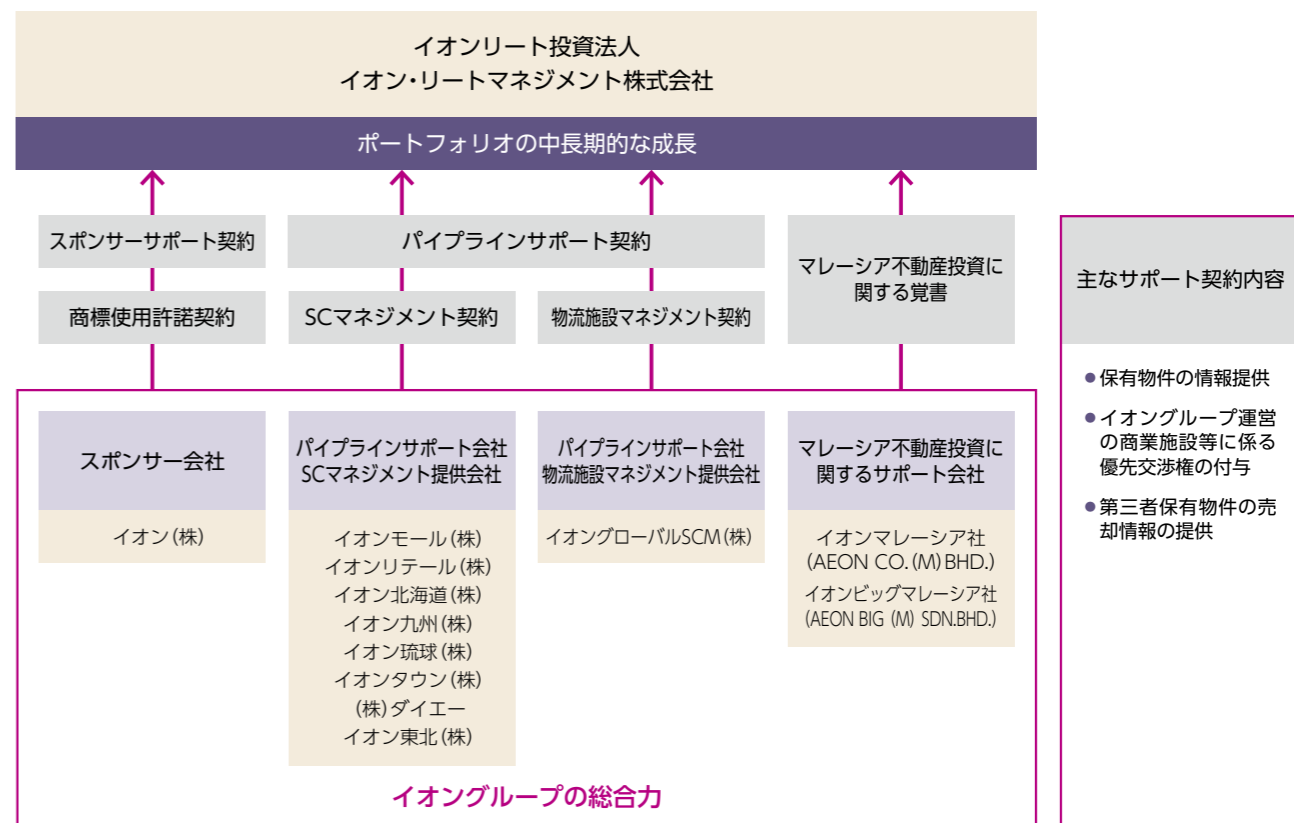 イオンリート投資法人
イオン・リートマネジメント株式会社
ポートフォリオの中長期的な成長
スポンサーサポート契約
パイプラインサポート契約
マレーシア不動産投資に
関する覚書
商標使用許諾契約
SCマネジメント契約
物流施設マネジメント契約
スポンサー会社
イオン(株)
パイプラインサポート会社
SCマネジメント提供会社
イオンモール(株)
イオンリテール(株)
イオン北海道(株)
イオン九州(株)
イオン琉球(株)
イオンタウン(株)
(株)ダイエー
イオン東北(株)
パイプラインサポート会社
物流施設マネジメント提供会社
イオングローバルSCM(株)
マレーシア不動産投資に
関するサポート会社
イオンマレーシア社
(AEON CO.(M)BHD.)
イオンビッグマレーシア社
(AEON BIG (M) SDN.BHD.)
イオングループの総合力
主なサポート契約内容
●保有物件の情報提供
●イオングループ運営
の商業施設等に係る
優先交渉権の付与
●第三者保有物件の売
却情報の提供